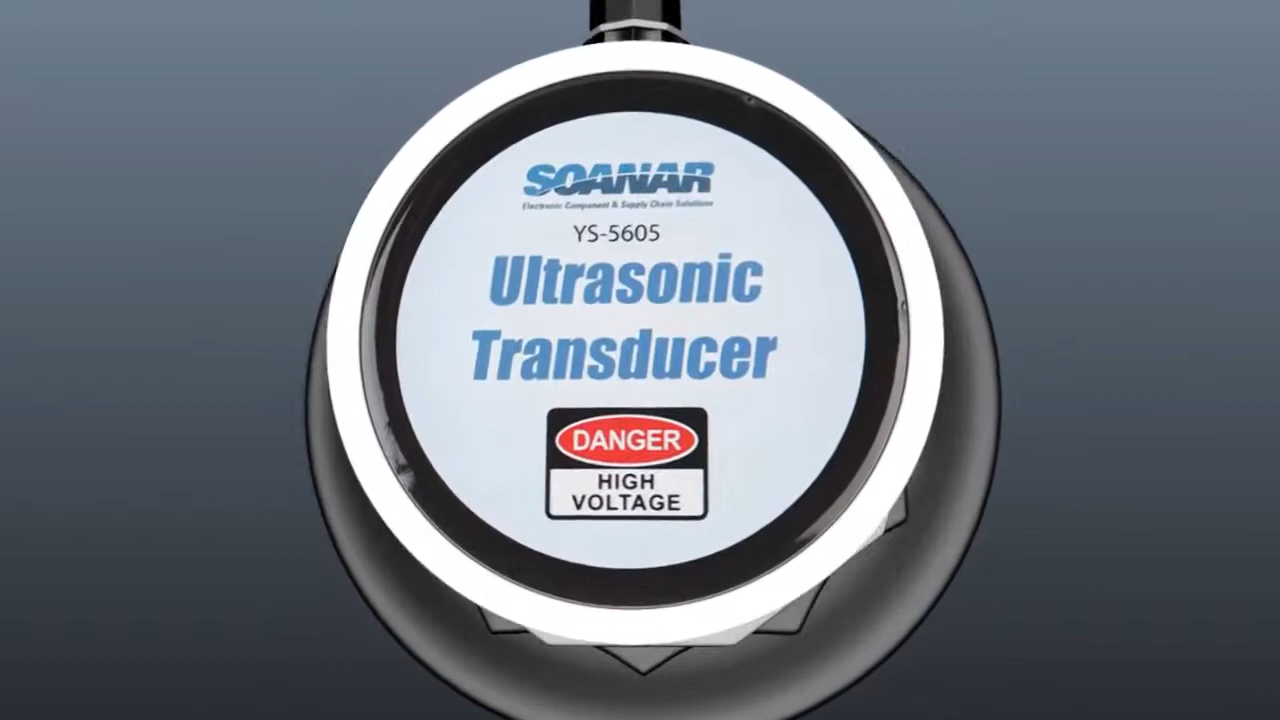 SOANAR
Electronic Component & Supply Chain Solutions
YS-5605
Ultrasonic
Transducer
DANGER
HIGH
VOLTAGE